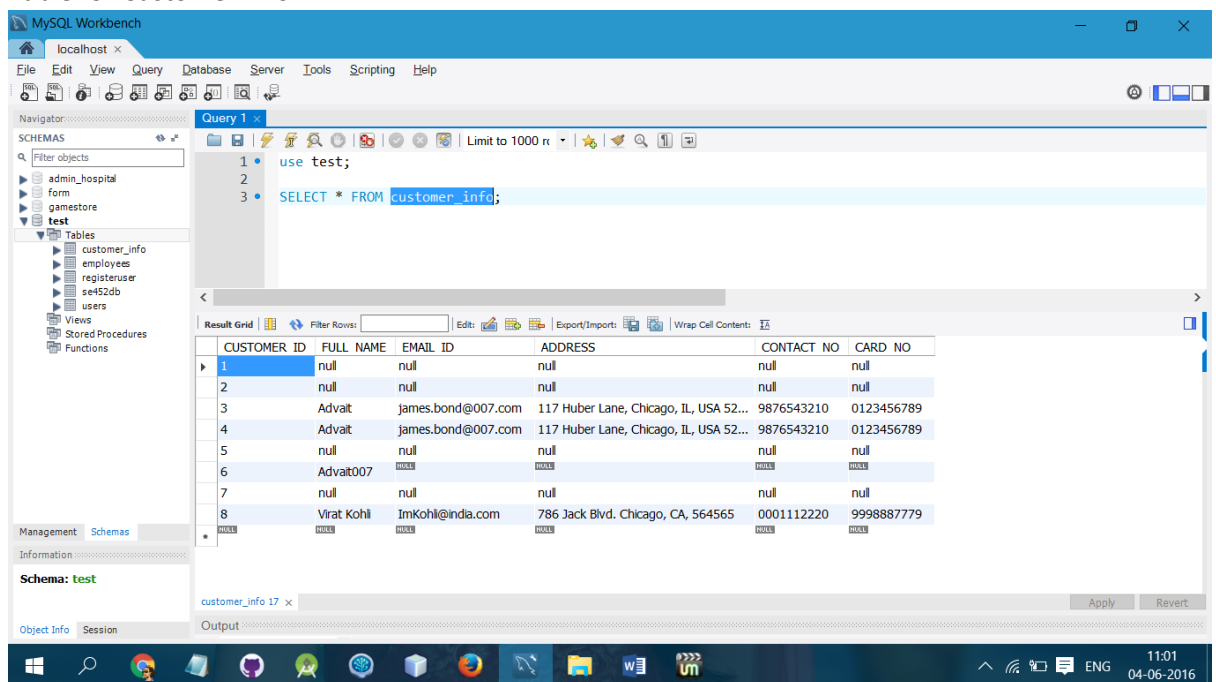 MySQL Workbench
localhost ×
File Edit View Query Database Server Tools Scripting Help
Navigator
Query 1 ×
SCHEMAS
Filter objects
Limit to 1000 r
admin_hospital
form
gamestore
test
Tables
customer_info
employees
registeruser
se452db
users
Views
Stored Procedures
Functions
1 use test;
2
3 SELECT * FROM customer_info;
Result Grid Filter Rows: Edit: Export/Import: Wrap Cell Content:
CUSTOMER ID FULL NAME EMAIL ID ADDRESS CONTACT NO CARD NO
1 null null null null null
2 null null null null null
3 Advait james.bond@007.com 117 Huber Lane, Chicago, IL, USA 52... 9876543210 0123456789
4 Advait james.bond@007.com 117 Huber Lane, Chicago, IL, USA 52... 9876543210 0123456789
5 null null null null null
6 Advait007 NULL NULL NULL NULL
7 null null null null null
8 Virat Kohli ImKohli@india.com 786 Jack Blvd. Chicago, CA, 564565 0001112220 9998887779
NULL NULL NULL NULL NULL NULL
Management Schemas
Information
Schema: test
customer_info 17 ×
Apply Revert
Object Info Session
Output
ENG
11:01
04-06-2016